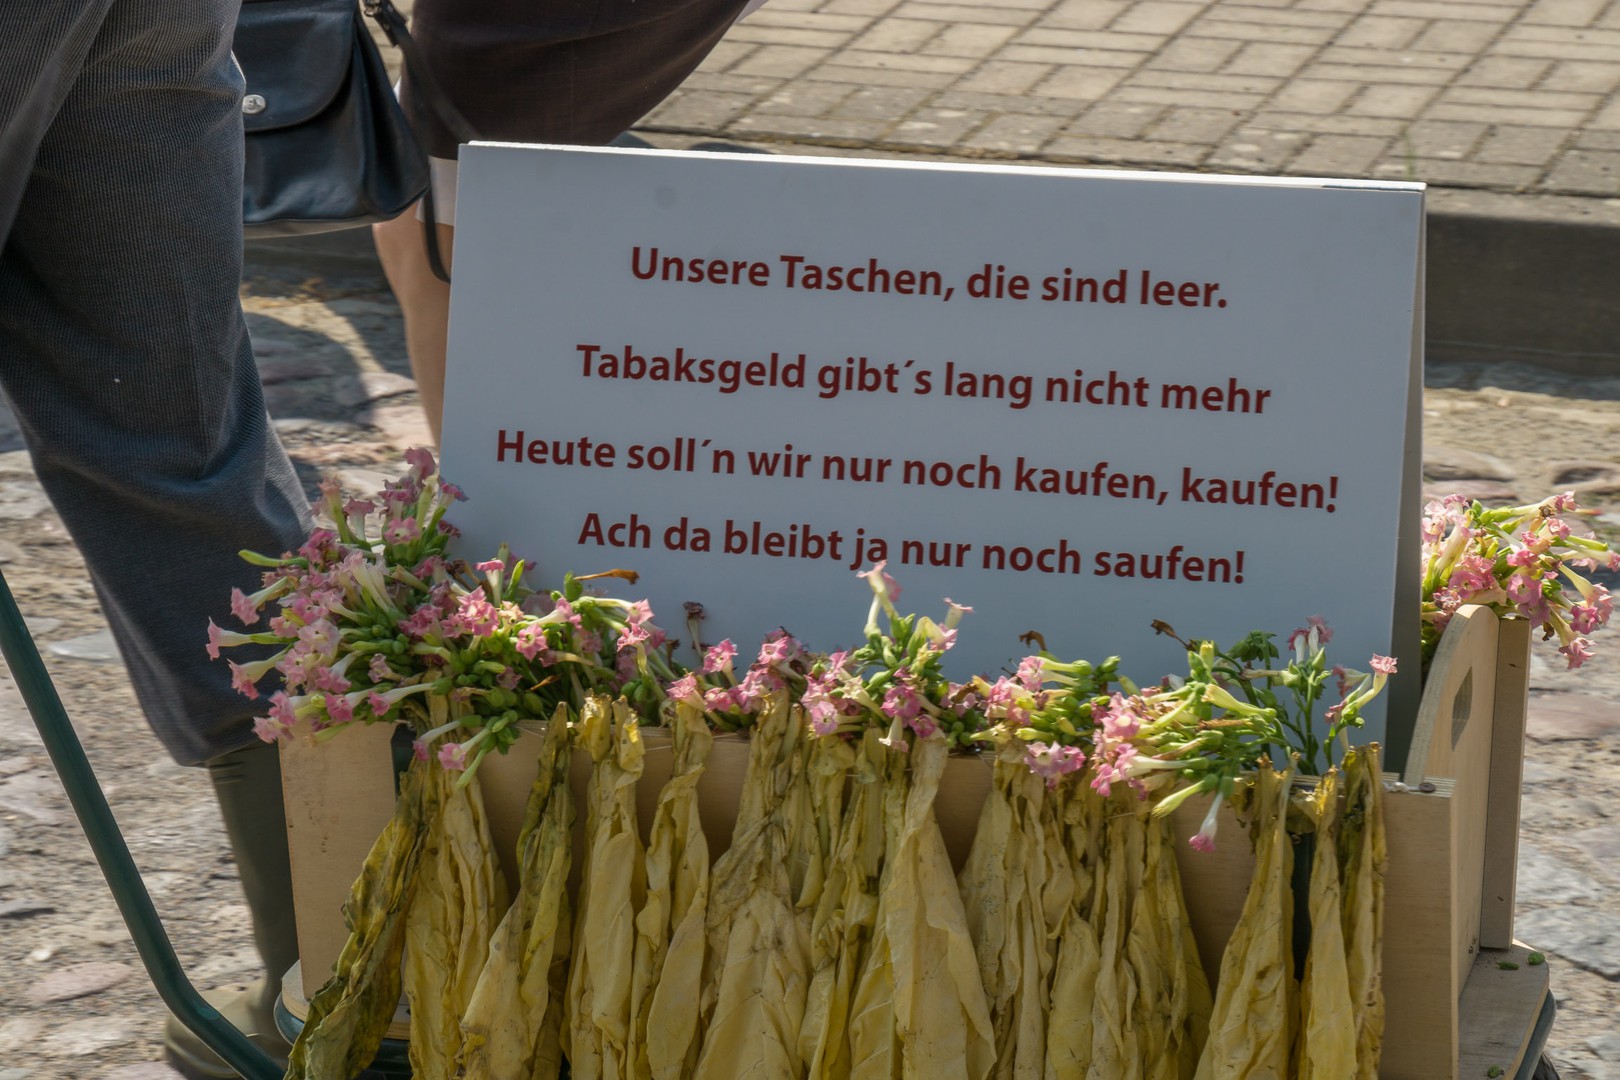 Unsere Taschen, die sind leer.
Tabaksgeld gibt´s lang nicht mehr
Heute soll´n wir nur noch kaufen, kaufen!
Ach da bleibt ja nur noch saufen!